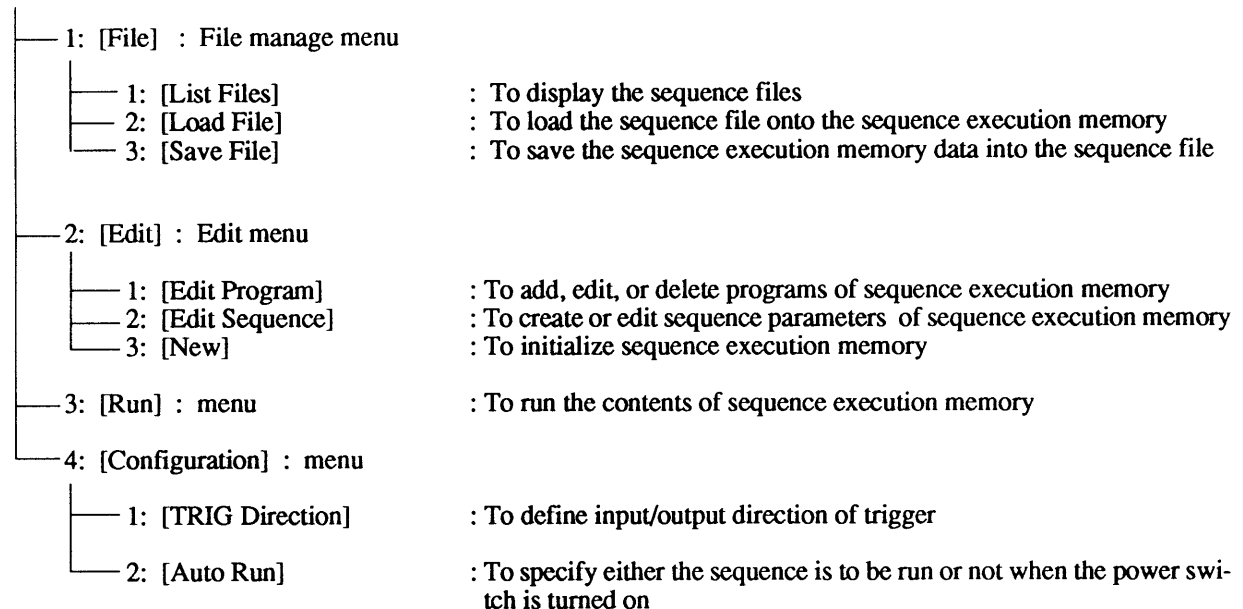 1: [File] : File manage menu
1: [List Files] : To display the sequence files
2: [Load File] : To load the sequence file onto the sequence execution memory
3: [Save File] : To save the sequence execution memory data into the sequence file
2: [Edit] : Edit menu
1: [Edit Program] : To add, edit, or delete programs of sequence execution memory
2: [Edit Sequence] : To create or edit sequence parameters of sequence execution memory
3: [New] : To initialize sequence execution memory
3: [Run] : menu : To run the contents of sequence execution memory
4: [Configuration] : menu
1: [TRIG Direction] : To define input/output direction of trigger
2: [Auto Run] : To specify either the sequence is to be run or not when the power swi-
tch is turned on